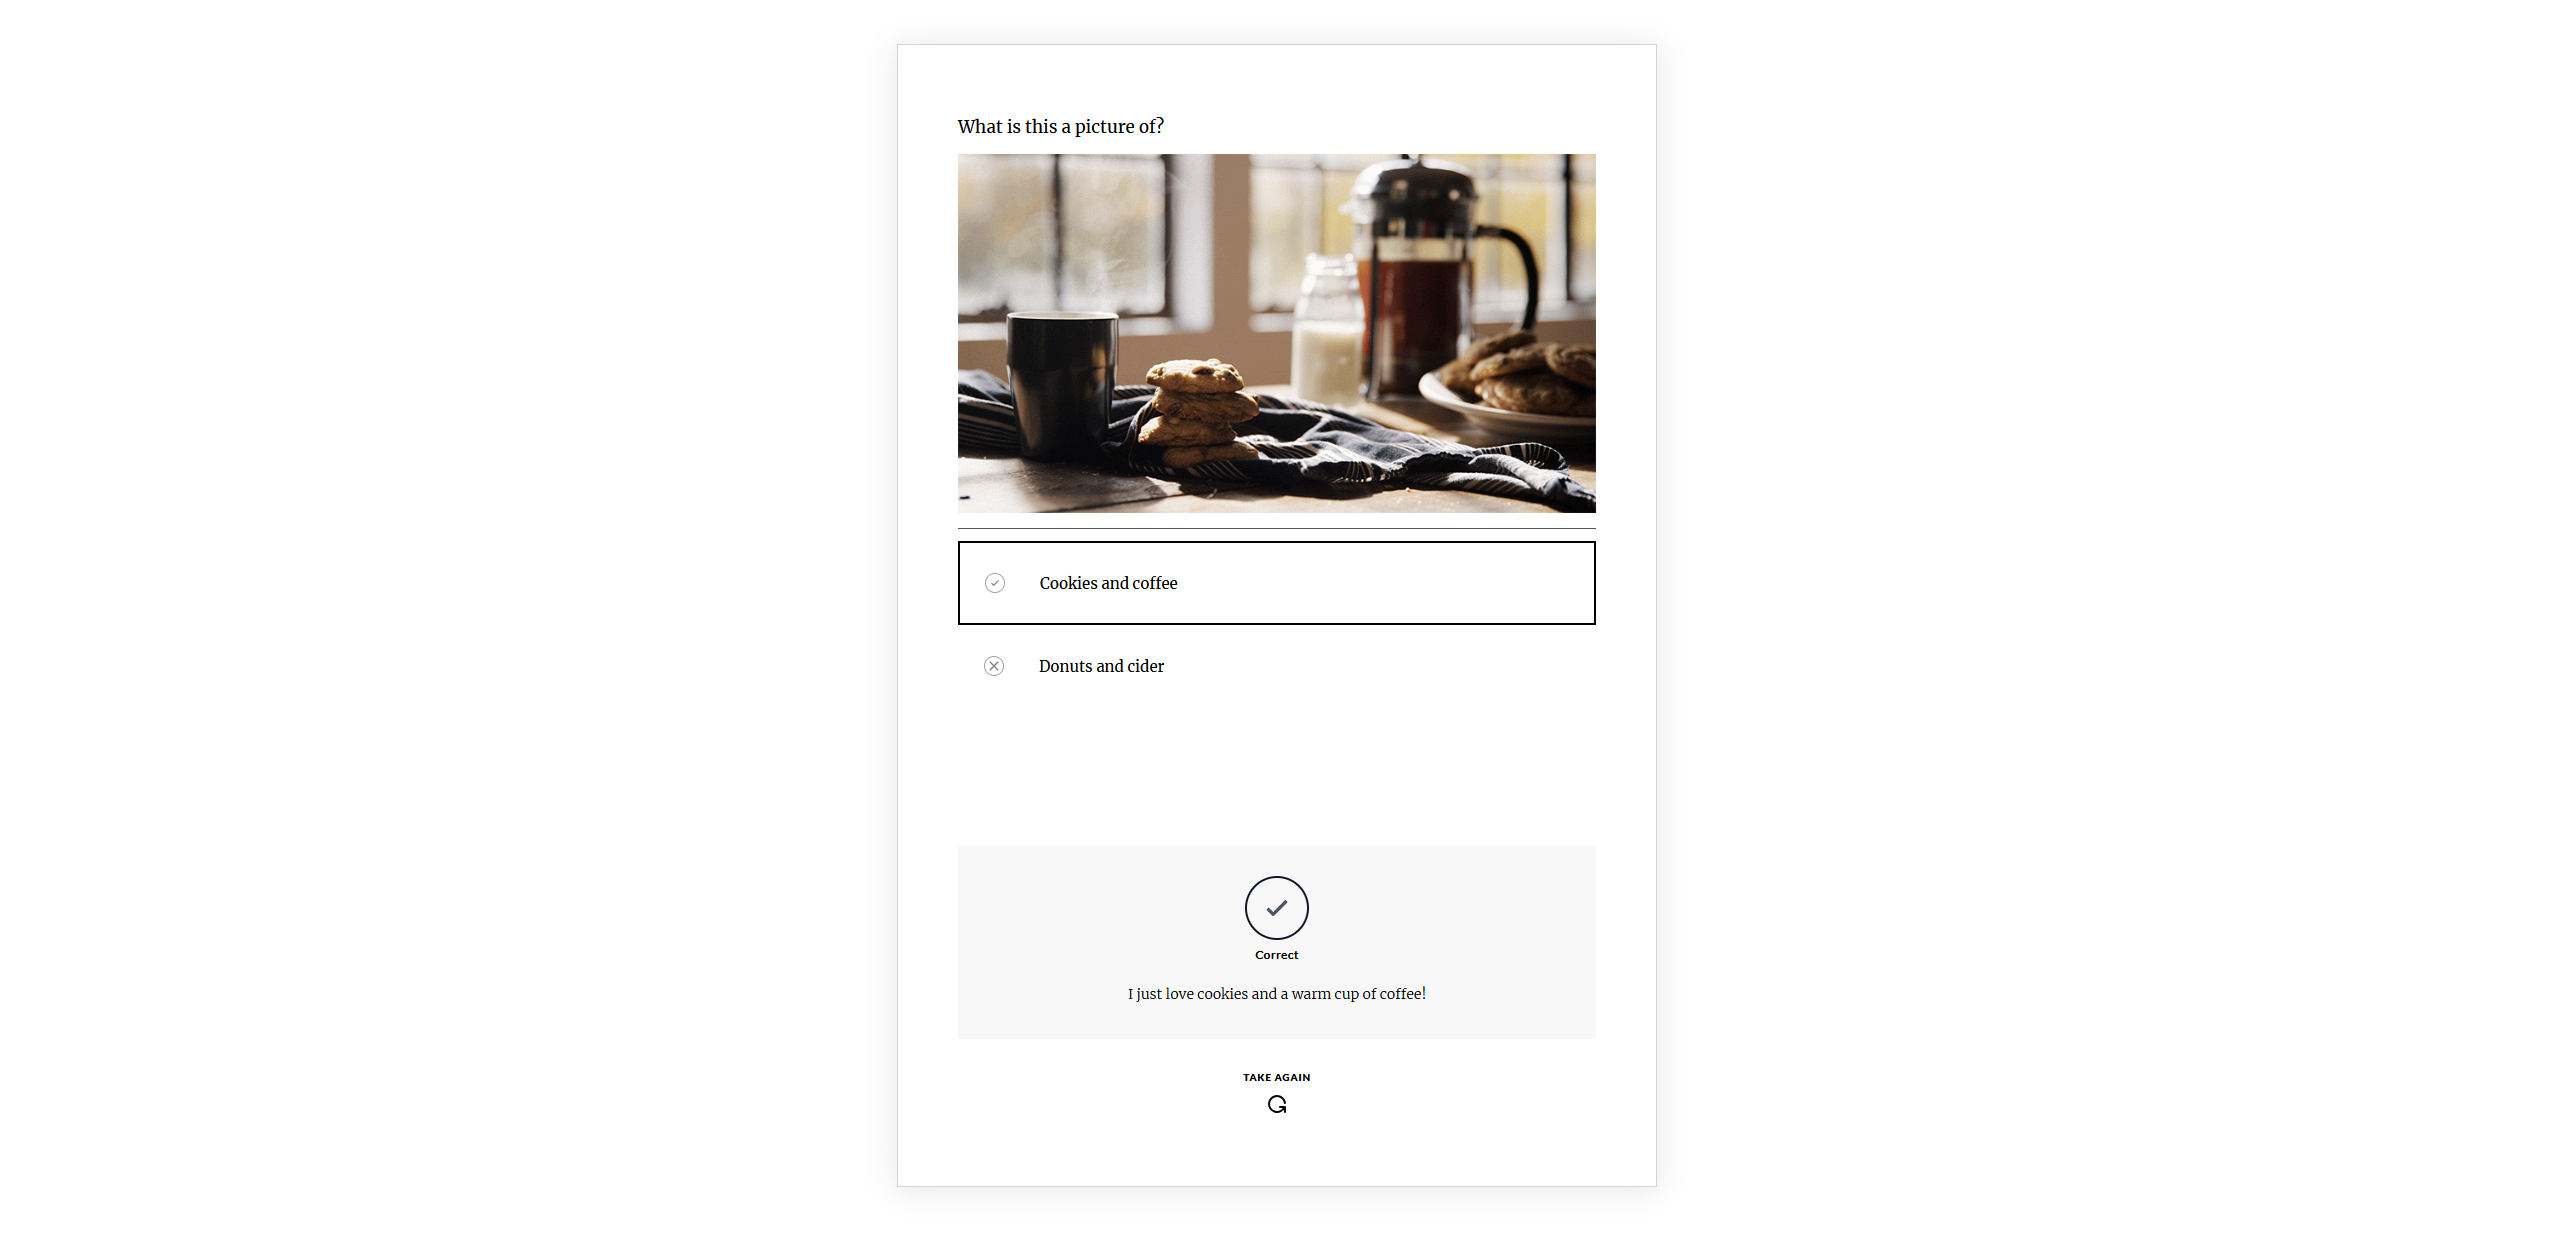 What is this a picture of?
Cookies and coffee
Donuts and cider
Correct
I just love cookies and a warm cup of coffee!
TAKE AGAIN